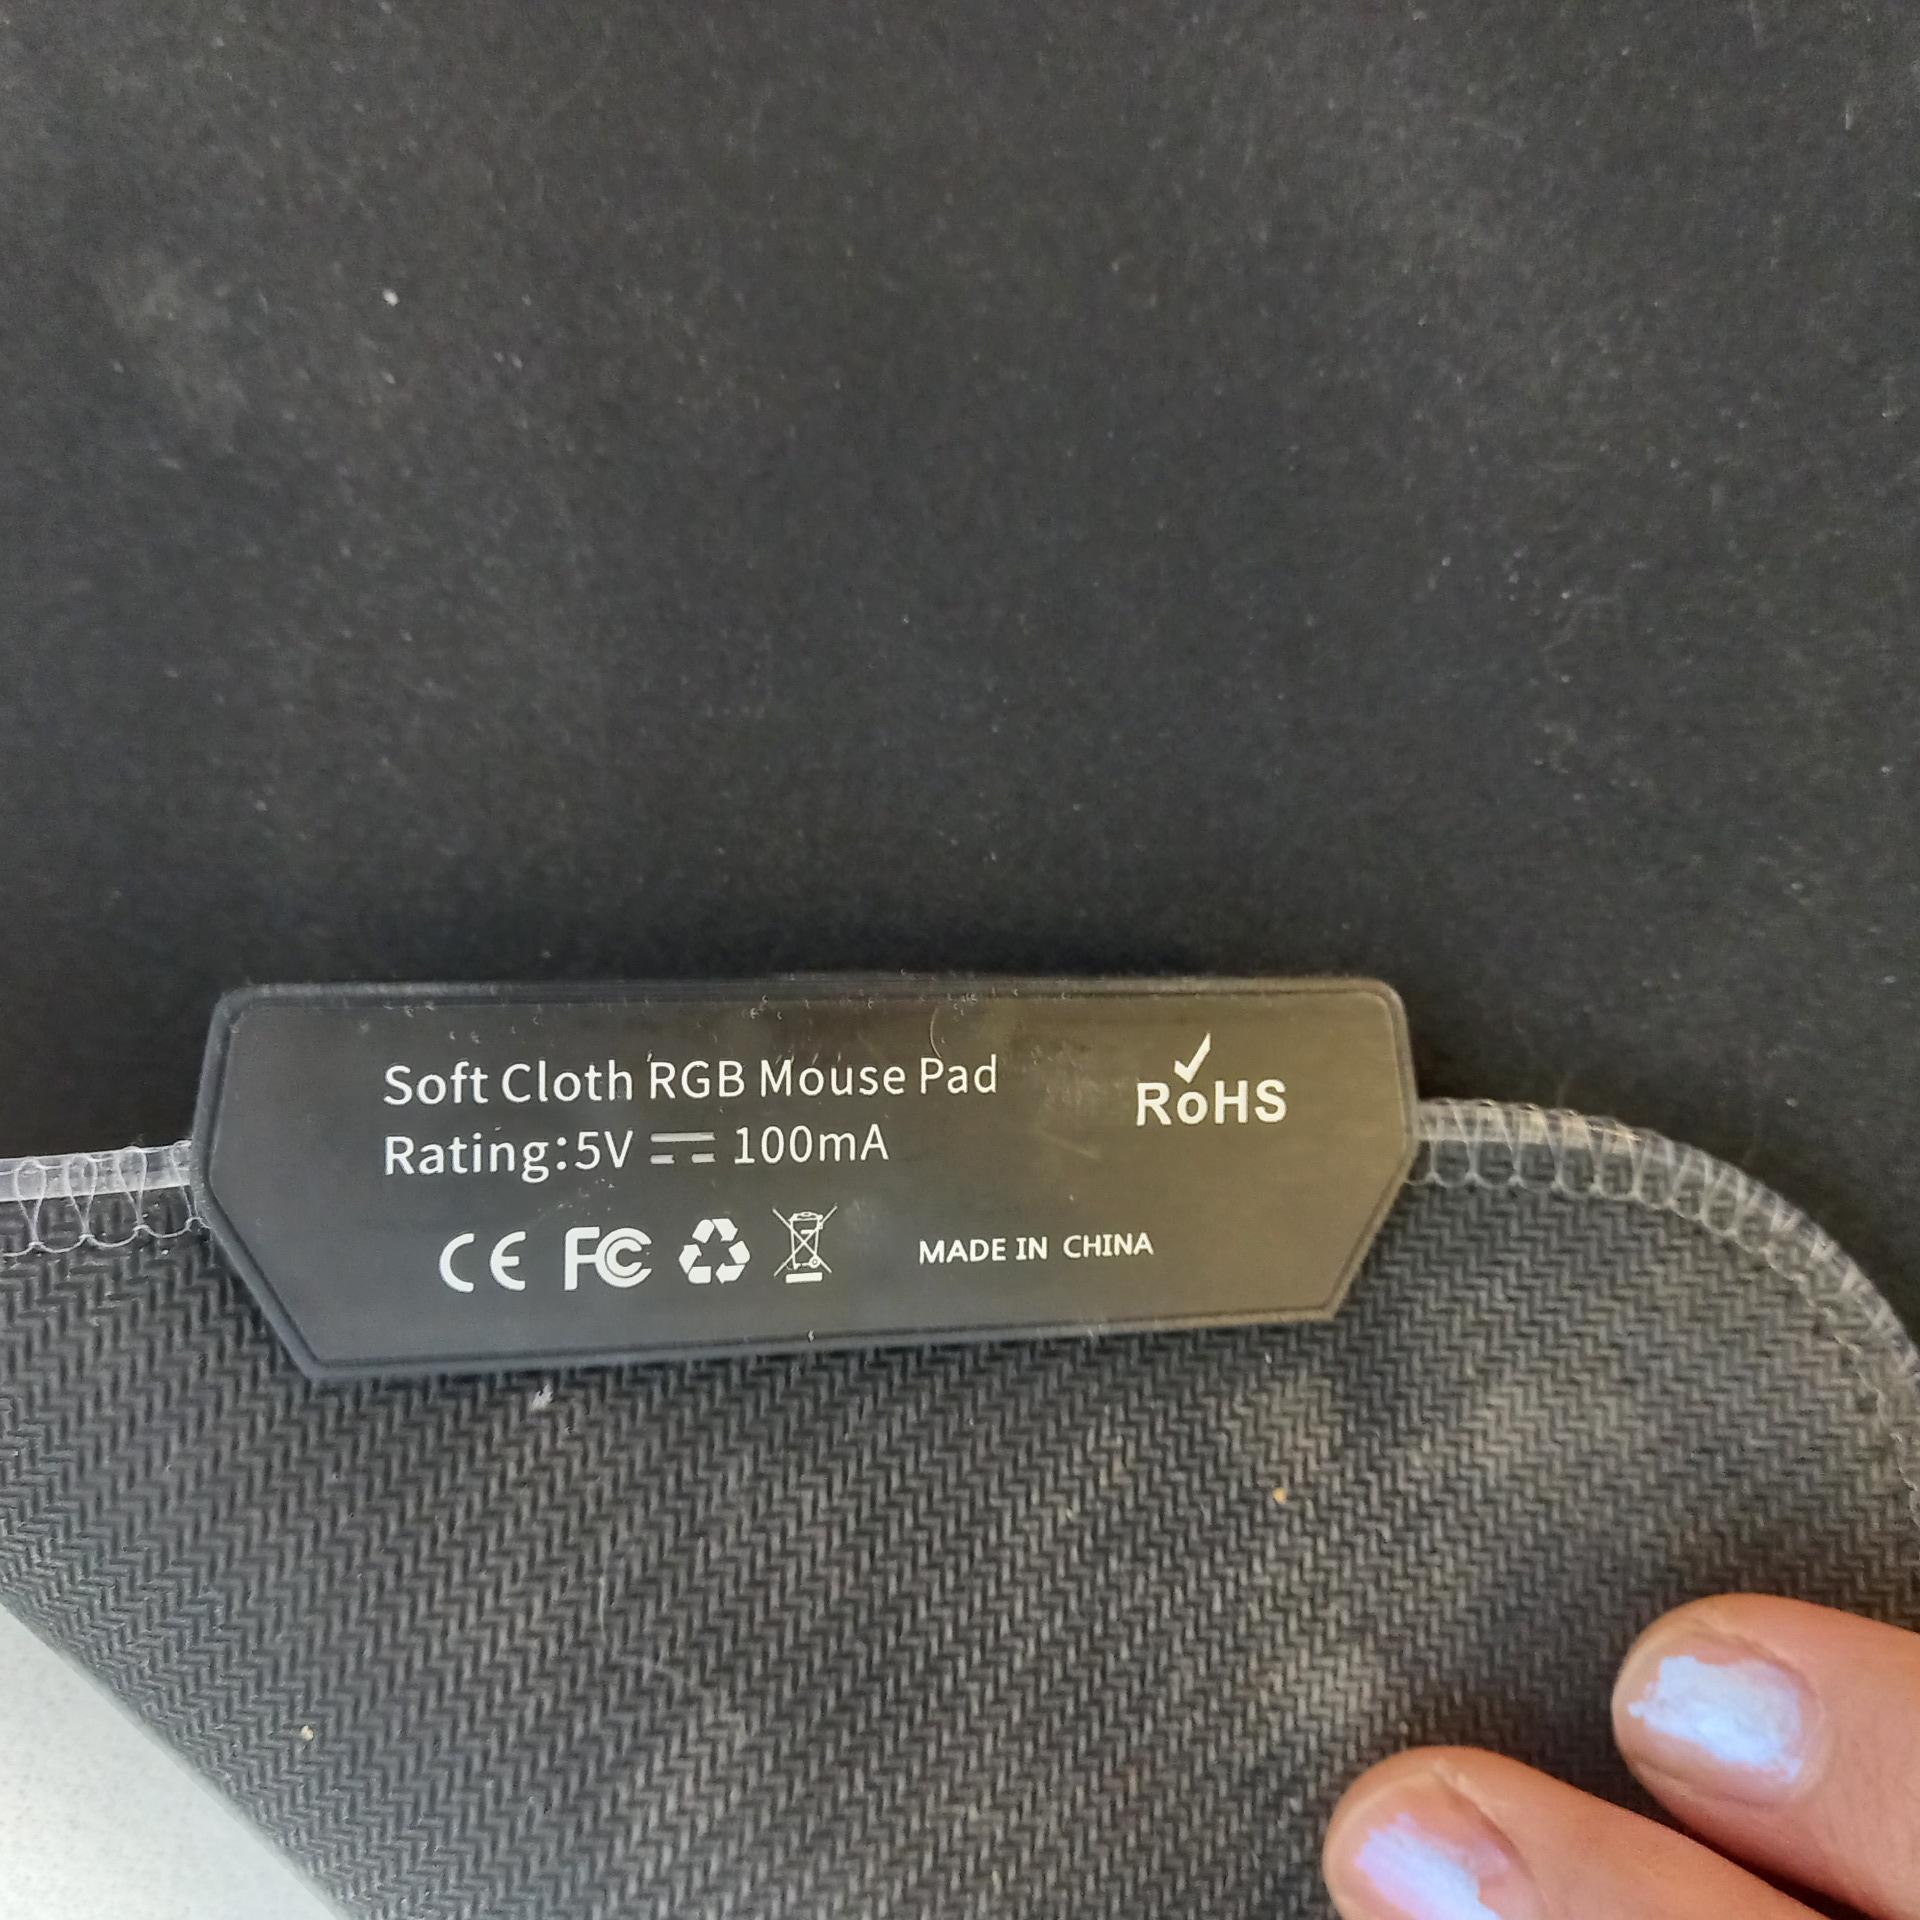 Soft Cloth RGB Mouse Pad
Rating:5V ⎓ 100mA
RoHS
CE FC
MADE IN CHINA